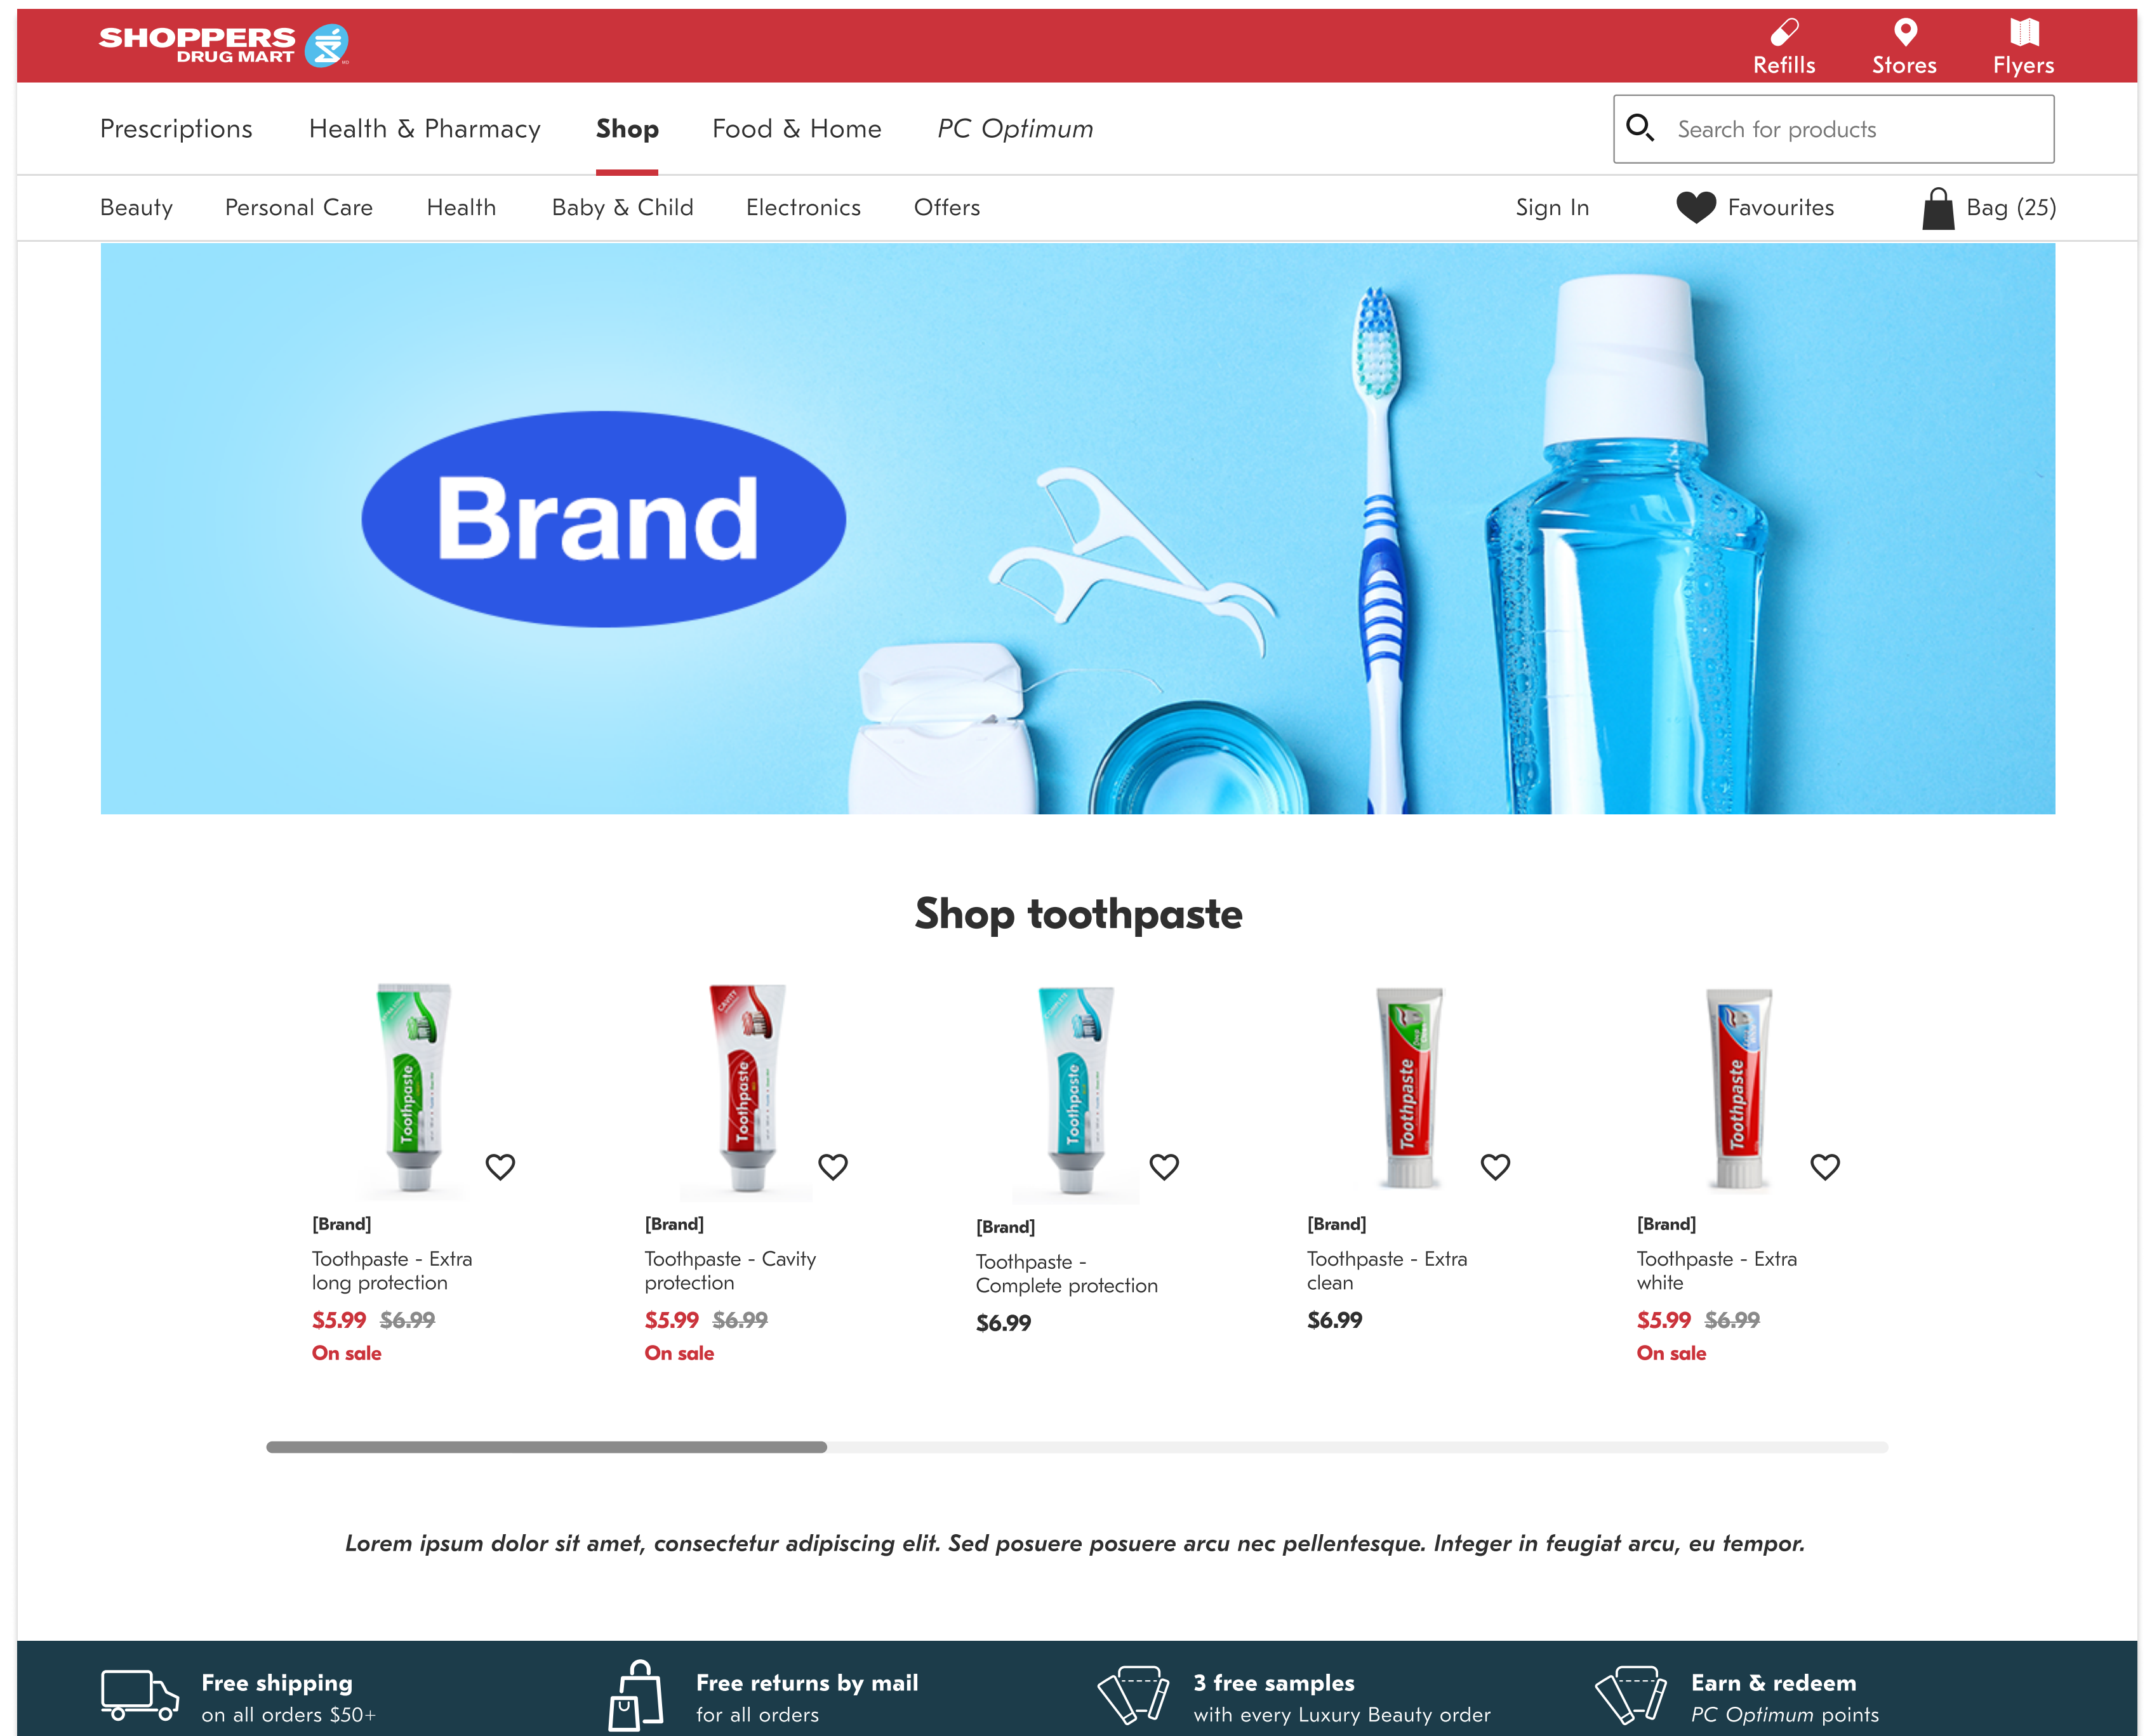 SHOPPERS
DRUG MART
Refills
Stores
Flyers
Prescriptions
Health & Pharmacy
Shop
Food & Home
PC Optimum
Search for products
Beauty
Personal Care
Health
Baby & Child
Electronics
Offers
Sign In
Favourites
Bag (25)
Brand
Shop toothpaste
Toothpaste
CAVITY
Toothpaste
COMPLETE
Toothpaste
Toothpaste
Toothpaste
[Brand]
Toothpaste - Extra
long protection
$5.99 $6.99
On sale
[Brand]
Toothpaste - Cavity
protection
$5.99 $6.99
On sale
[Brand]
Toothpaste -
Complete protection
$6.99
[Brand]
Toothpaste - Extra
clean
$6.99
[Brand]
Toothpaste - Extra
white
$5.99 $6.99
On sale
Lorem ipsum dolor sit amet, consectetur adipiscing elit. Sed posuere posuere arcu nec pellentesque. Integer in feugiat arcu, eu tempor.
Free shipping
on all orders $50+
Free returns by mail
for all orders
3 free samples
with every Luxury Beauty order
Earn & redeem
PC Optimum points